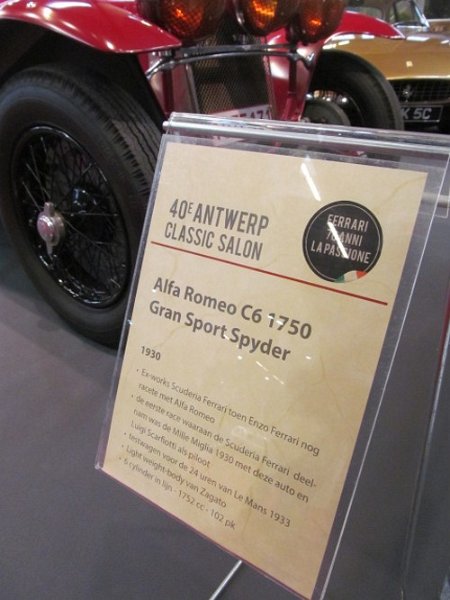 40E ANTWERP
CLASSIC SALON
FERRARI
70 ANNI
LA PASSIONE
Alfa Romeo C6 1750
Gran Sport Spyder
1930
• Ex-works Scuderia Ferrari toen Enzo Ferrari nog
racete met Alfa Romeo
• de eerste race waaraan de Scuderia Ferrari deel-
nam was de Mille Miglia 1930 met deze auto en
Luigi Scarfiotti als piloot
• testwagen voor de 24 uren van Le Mans 1933
• Light weight-body van Zagato
• 6 cylinder in lijn - 1752 cc - 102 pk
K 5C